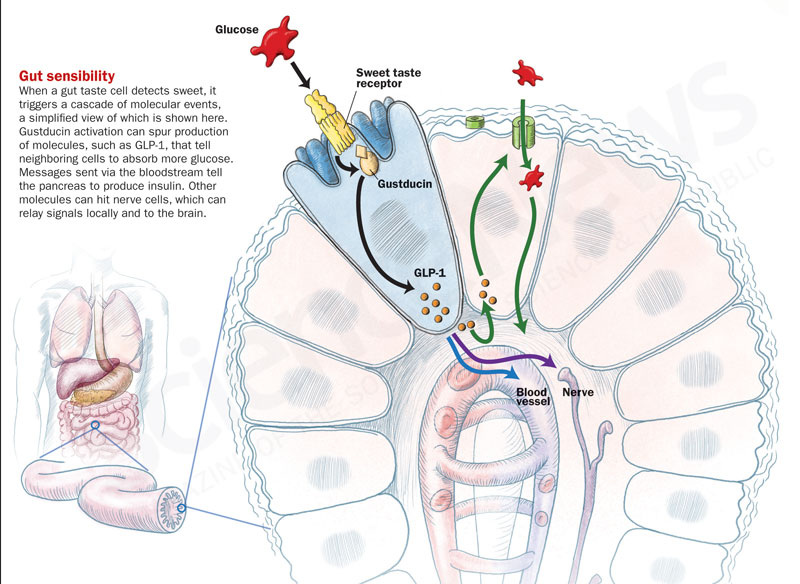 Glucose
Gut sensibility
When a gut taste cell detects sweet, it
triggers a cascade of molecular events,
a simplified view of which is shown here.
Gustducin activation can spur production
of molecules, such as GLP-1, that tell
neighboring cells to absorb more glucose.
Messages sent via the bloodstream tell
the pancreas to produce insulin. Other
molecules can hit nerve cells, which can
relay signals locally and to the brain.
Sweet taste
receptor
Gustducin
GLP-1
Blood
vessel
Nerve